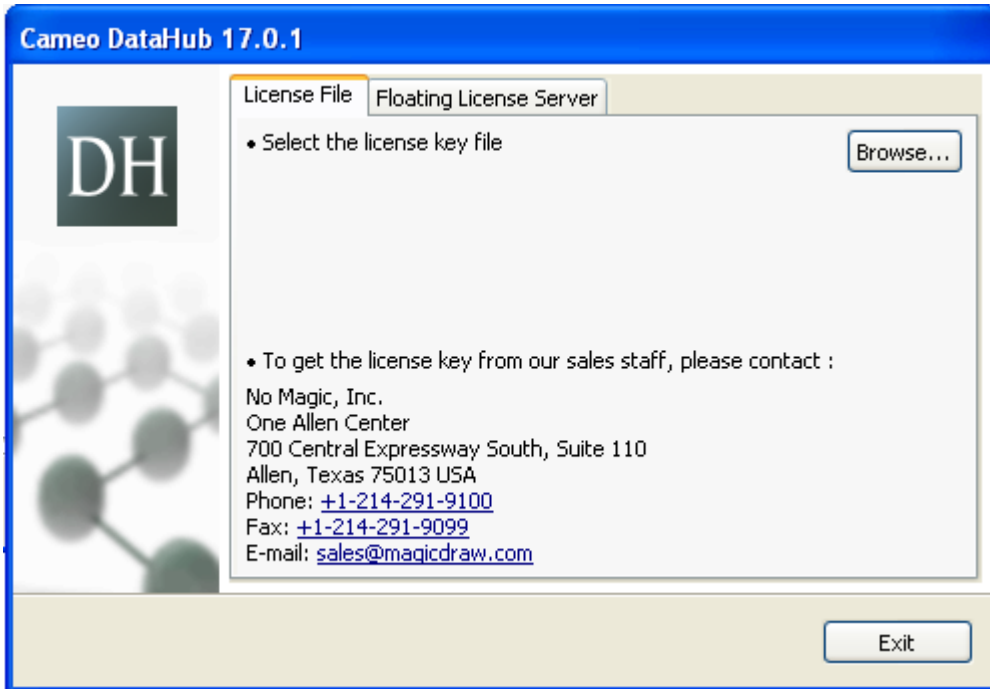 Cameo DataHub 17.0.1
DH
License File
Floating License Server
• Select the license key file
Browse...
• To get the license key from our sales staff, please contact :
No Magic, Inc.
One Allen Center
700 Central Expressway South, Suite 110
Allen, Texas 75013 USA
Phone: +1-214-291-9100
Fax: +1-214-291-9099
E-mail: sales@magicdraw.com
Exit